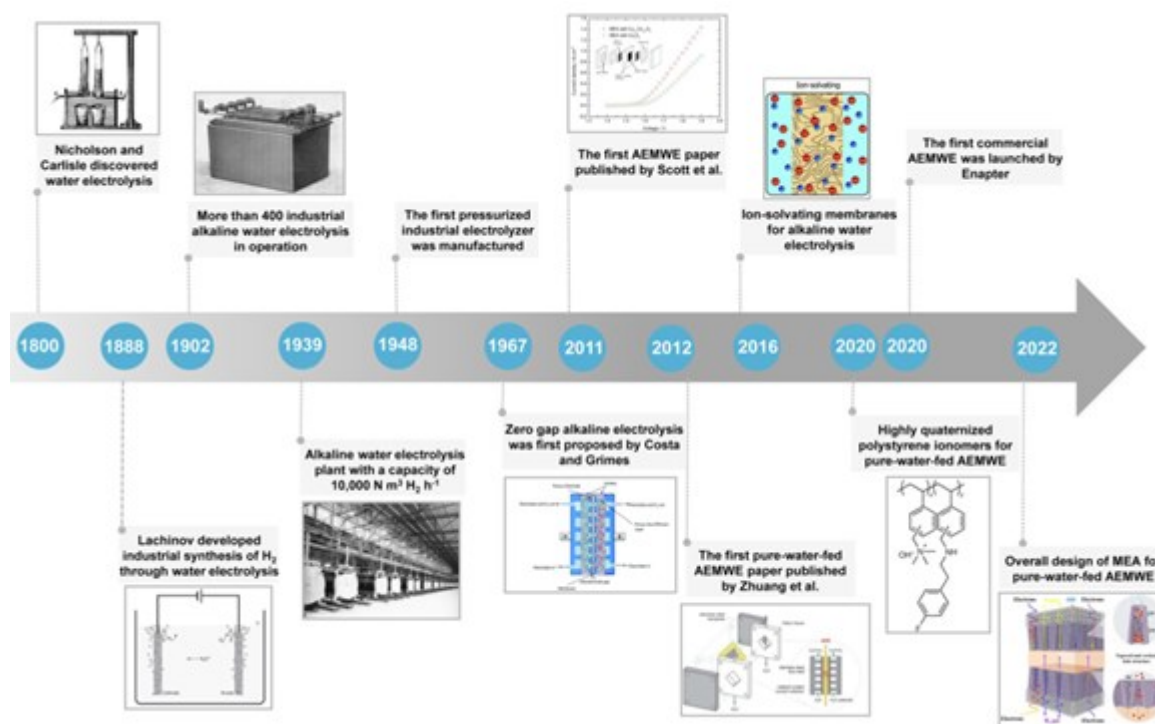 Nicholson and
Carlisle discovered
water electrolysis
More than 400 industrial
alkaline water electrolysis
in operation
The first pressurized
industrial electrolyzer
was manufactured
The first AEMWE paper
published by Scott et al.
Ion-solvating
Ion-solvating membranes
for alkaline water
electrolysis
The first commercial
AEMWE was launched by
Enapter
1800
1888
1902
1939
1948
1967
2011
2012
2016
2020
2020
2022
Lachinov developed
industrial synthesis of H₂
through water electrolysis
Alkaline water electrolysis
plant with a capacity of
10,000 N m³ H₂ h⁻¹
Zero gap alkaline electrolysis
was first proposed by Costa
and Grimes
The first pure-water-fed
AEMWE paper published
by Zhuang et al.
Highly quaternized
polystyrene ionomers for
pure-water-fed AEMWE
OH⁻
N⁺
NH
Overall design of MEA for
pure-water-fed AEMWE